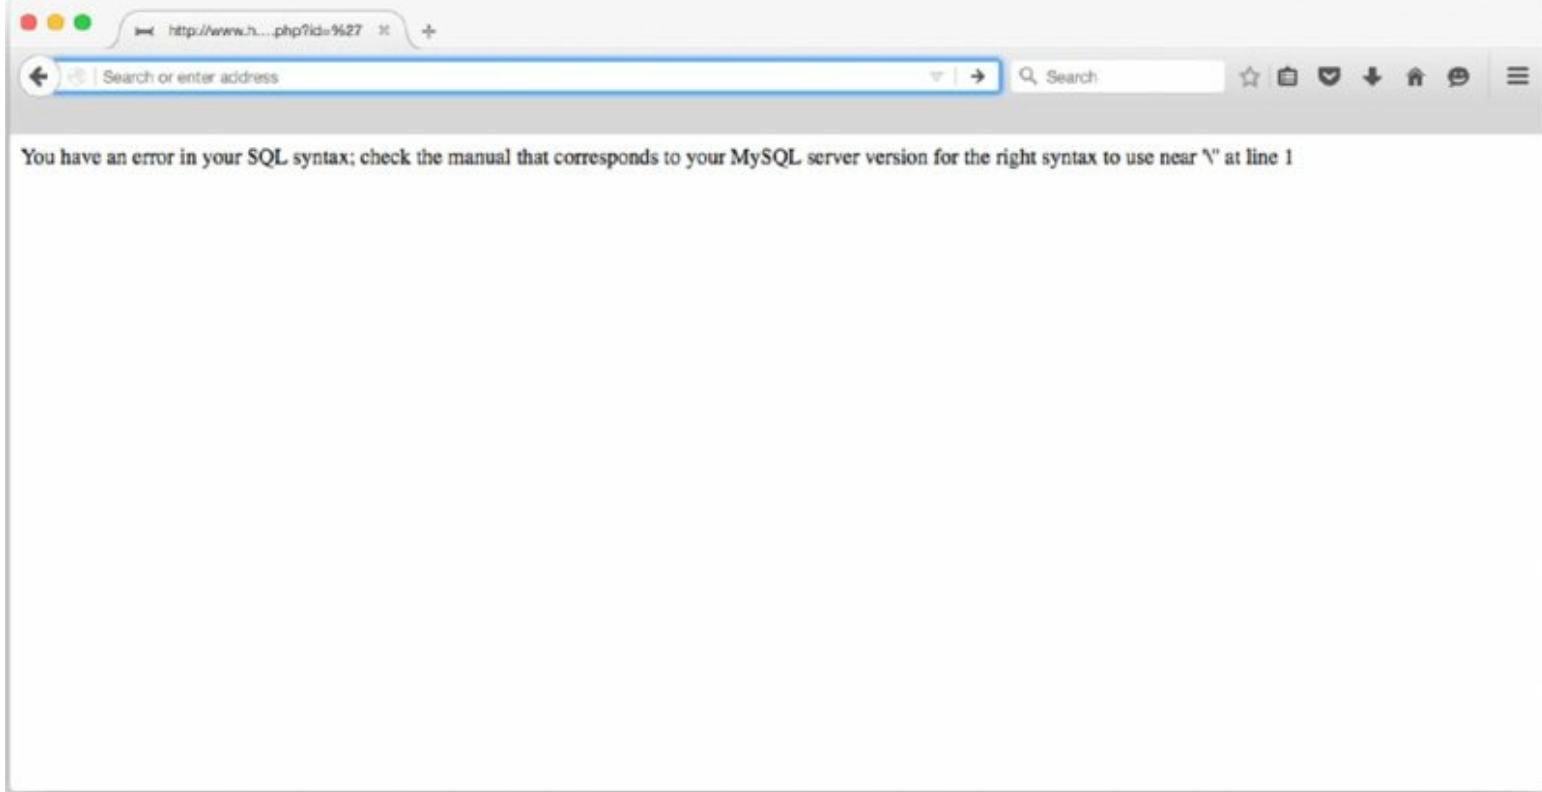 http://www.h....php?id=%27
Search or enter address
Search
You have an error in your SQL syntax; check the manual that corresponds to your MySQL server version for the right syntax to use near '\'' at line 1